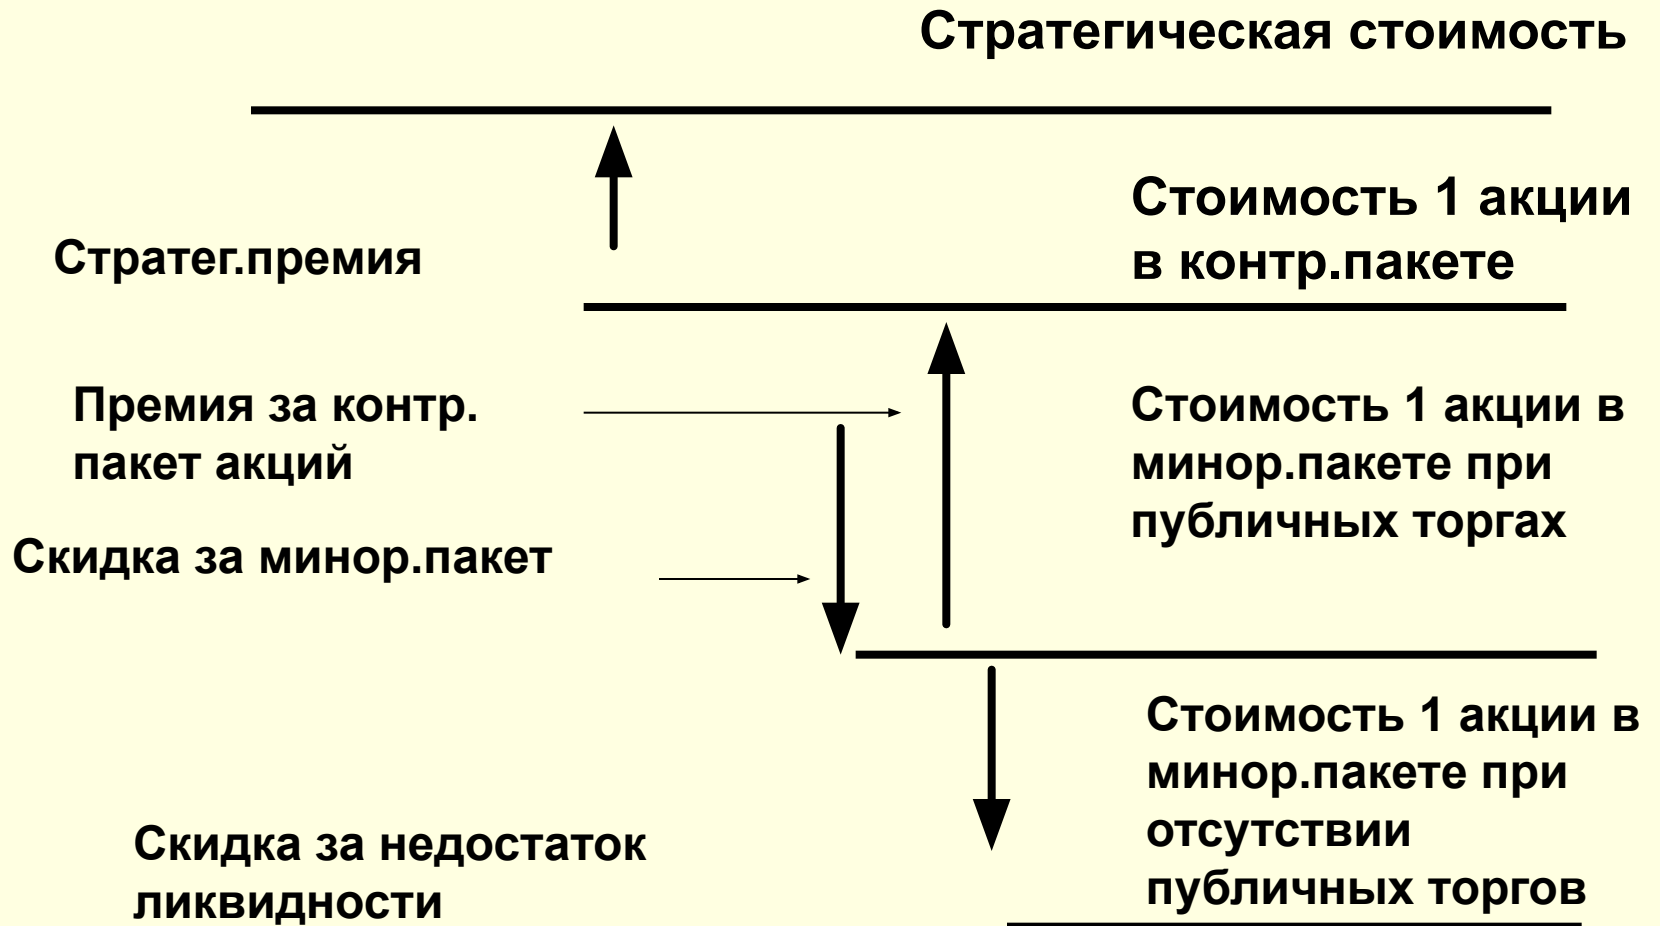 Стратегическая стоимость
Стоимость 1 акции
в контр.пакете
Стратег.премия
Премия за контр.
пакет акций
Стоимость 1 акции в
минор.пакете при
публичных торгах
Скидка за минор.пакет
Стоимость 1 акции в
минор.пакете при
отсутствии
публичных торгов
Скидка за недостаток
ликвидности